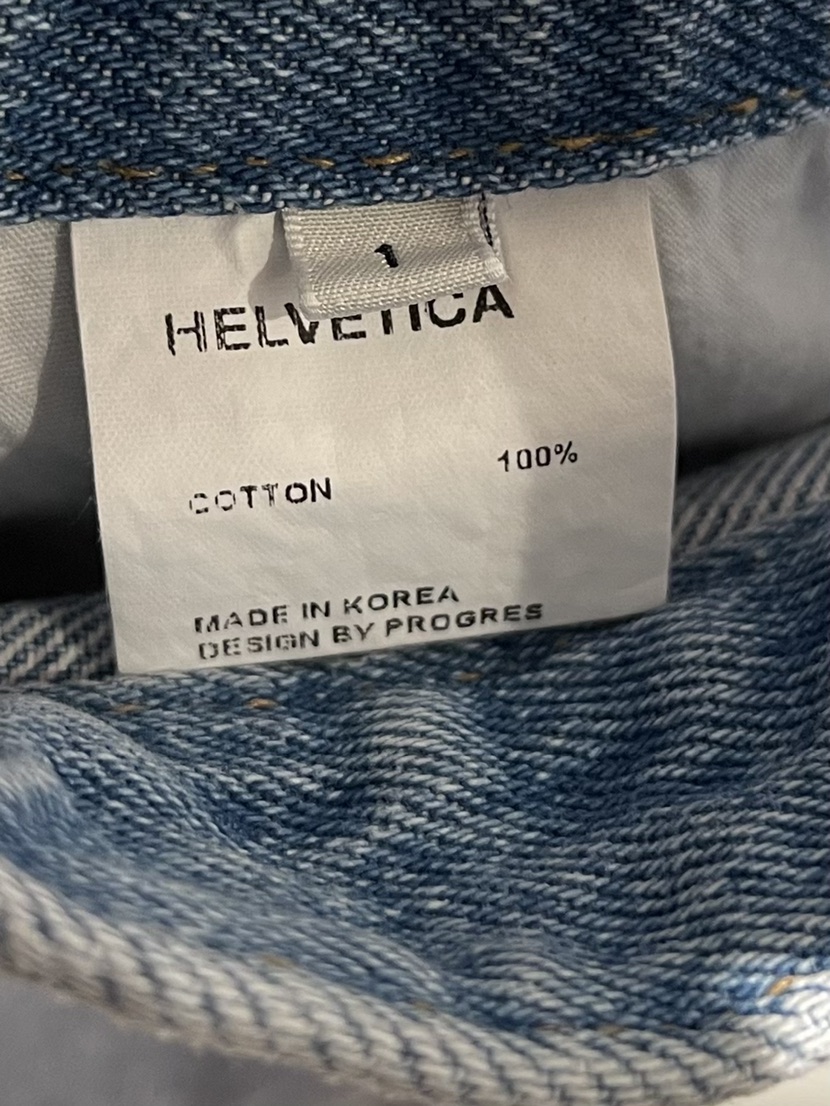 1
HELVETICA
COTTON 100%
MADE IN KOREA
DESIGN BY PROGRES